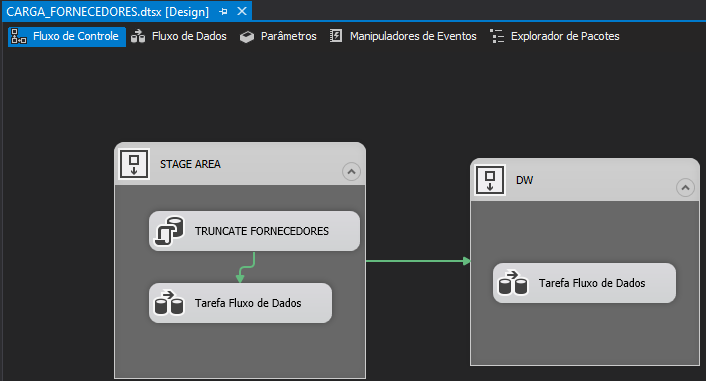 CARGA_FORNECEDORES.dtsx [Design]
Fluxo de Controle Fluxo de Dados Parâmetros Manipuladores de Eventos Explorador de Pacotes
STAGE AREA
TRUNCATE FORNECEDORES
Tarefa Fluxo de Dados
DW
Tarefa Fluxo de Dados